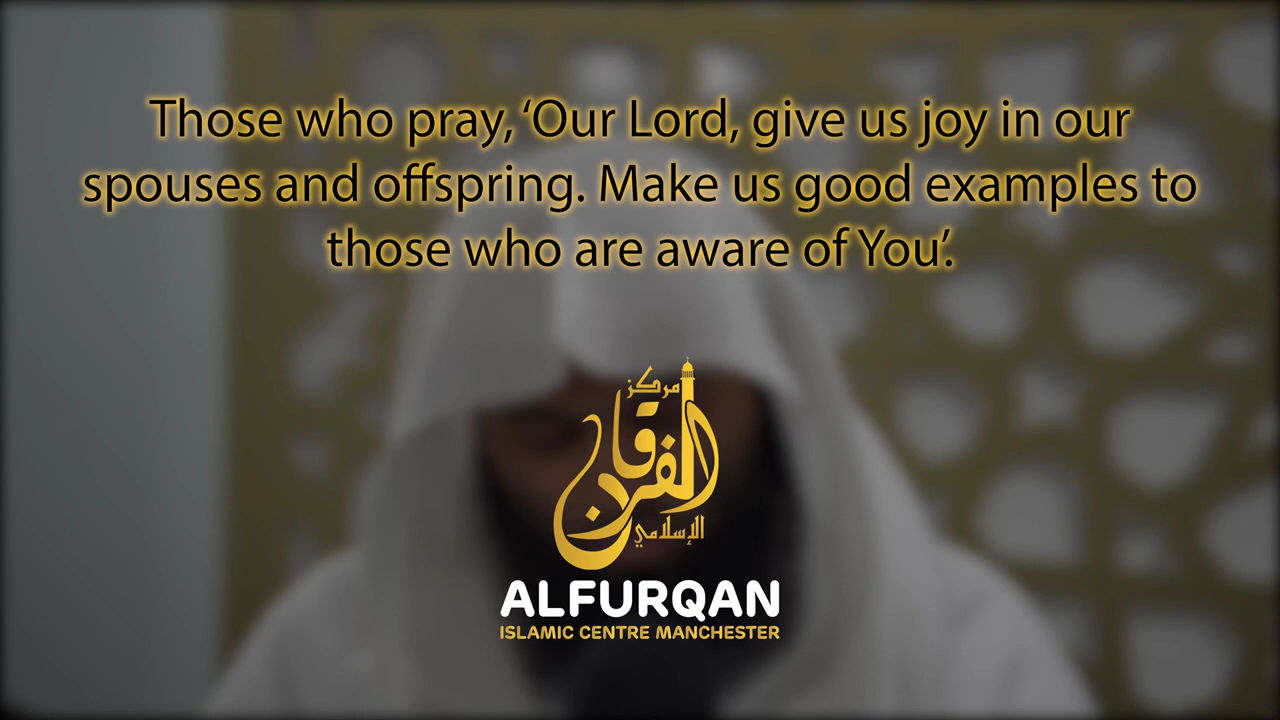 Those who pray, ‘Our Lord, give us joy in our
spouses and offspring. Make us good examples to
those who are aware of You’.
مركز
الفرقان
الإسلامي
ALFURQAN
ISLAMIC CENTRE MANCHESTER